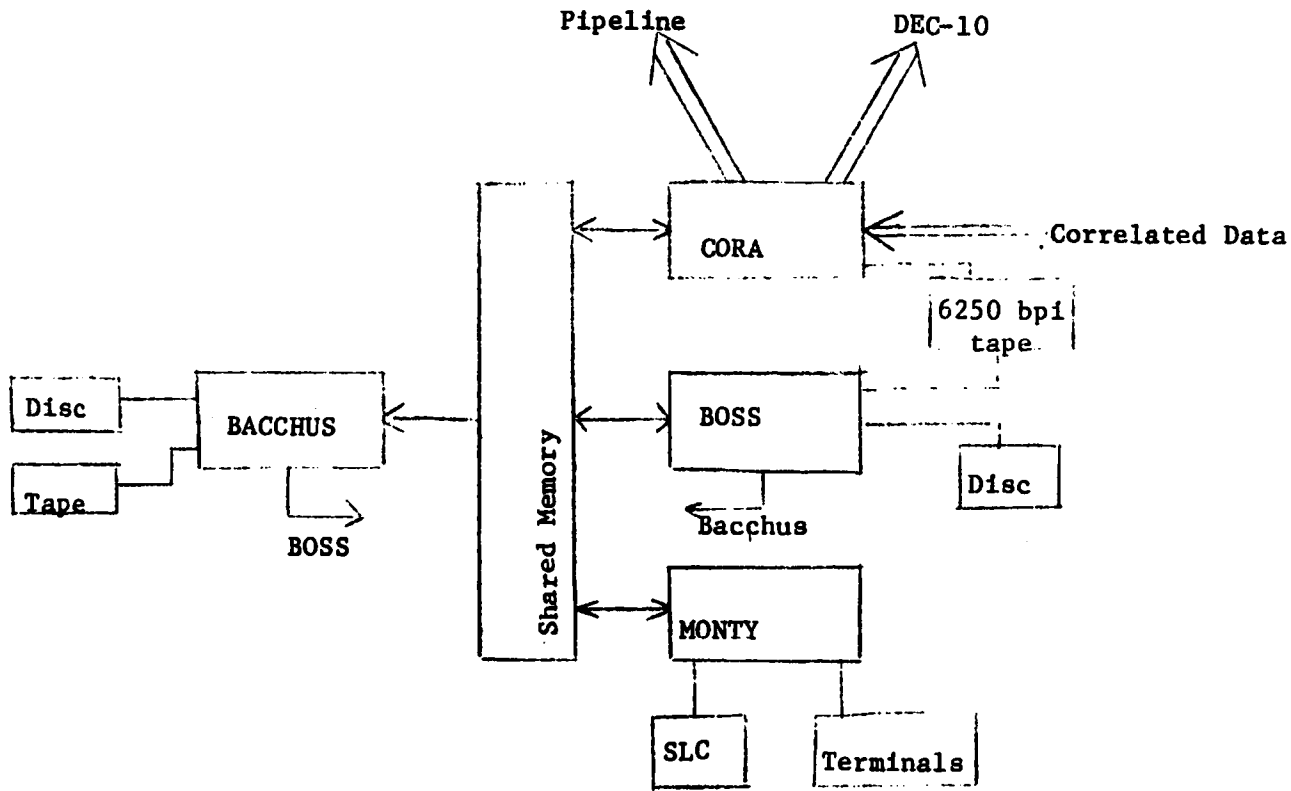 Pipeline
DEC-10
CORA
Correlated Data
6250 bpi
tape
Disc
BACCHUS
Tape
BOSS
Shared Memory
BOSS
Disc
Bacchus
MONTY
SLC
Terminals